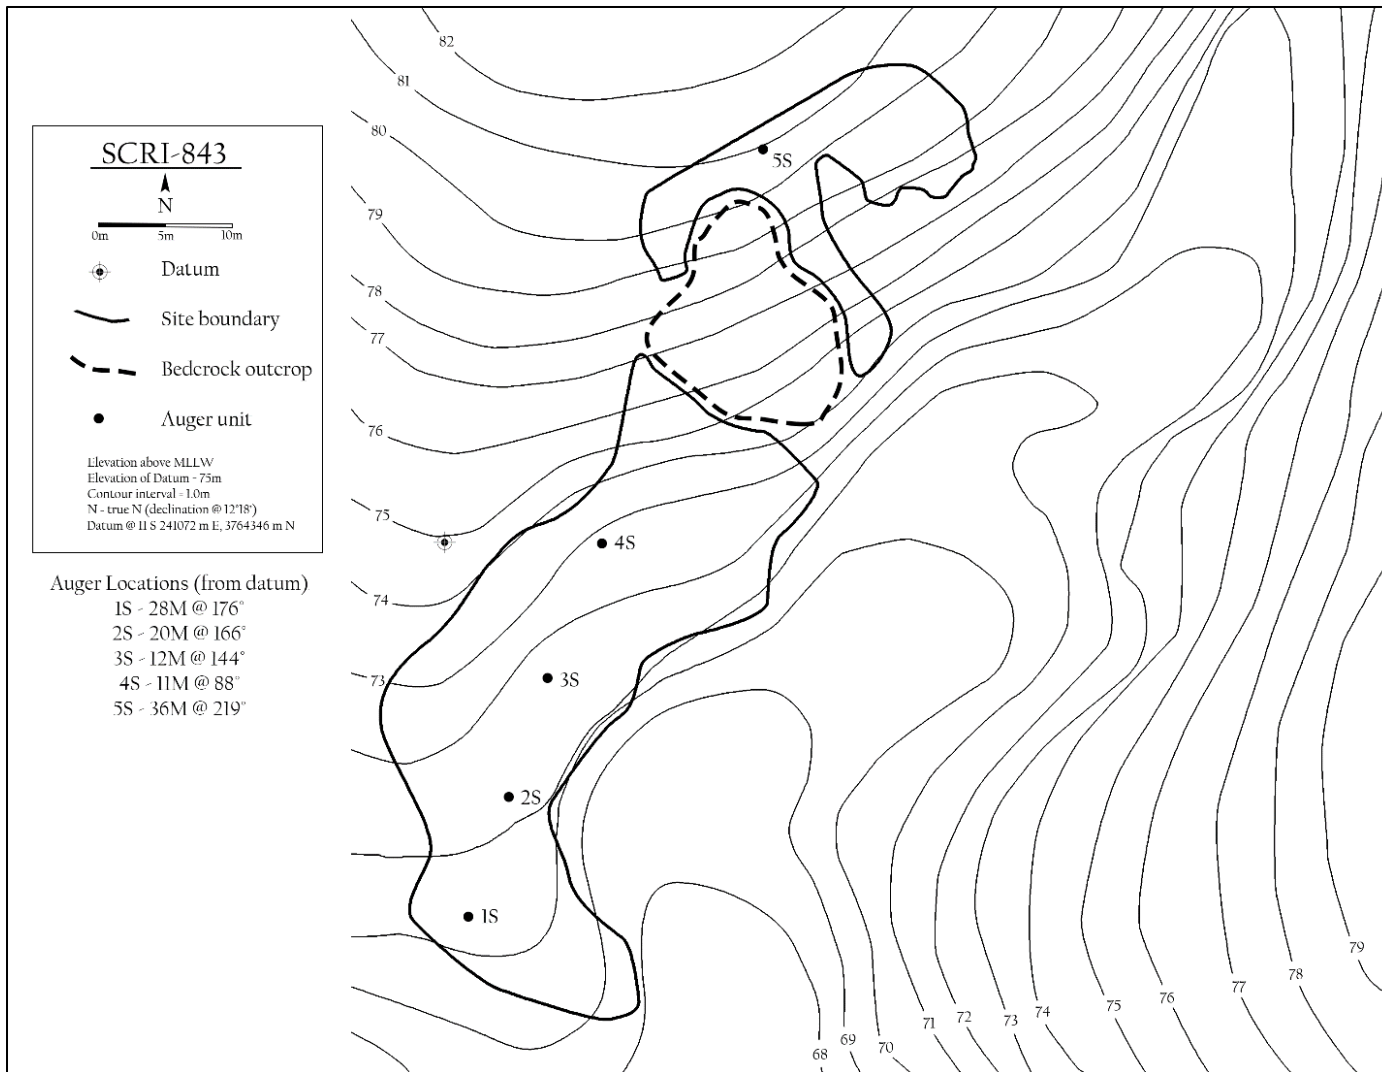 SCRI-843
N
0m 5m 10m
Datum
Site boundary
Bedcrock outcrop
Auger unit
Elevation above MLLW
Elevation of Datum - 75m
Contour interval = 1.0m
N - true N (declination @ 12°18')
Datum @ 11 S 241072 m E, 3764346 m N
Auger Locations (from datum)
1S - 28M @ 176°
2S - 20M @ 166°
3S - 12M @ 144°
4S - 11M @ 88°
5S - 36M @ 219°
82
81
80
79
78
77
76
75
74
73
5S
4S
3S
2S
1S
68
69
70
71
72
73
74
75
76
77
78
79